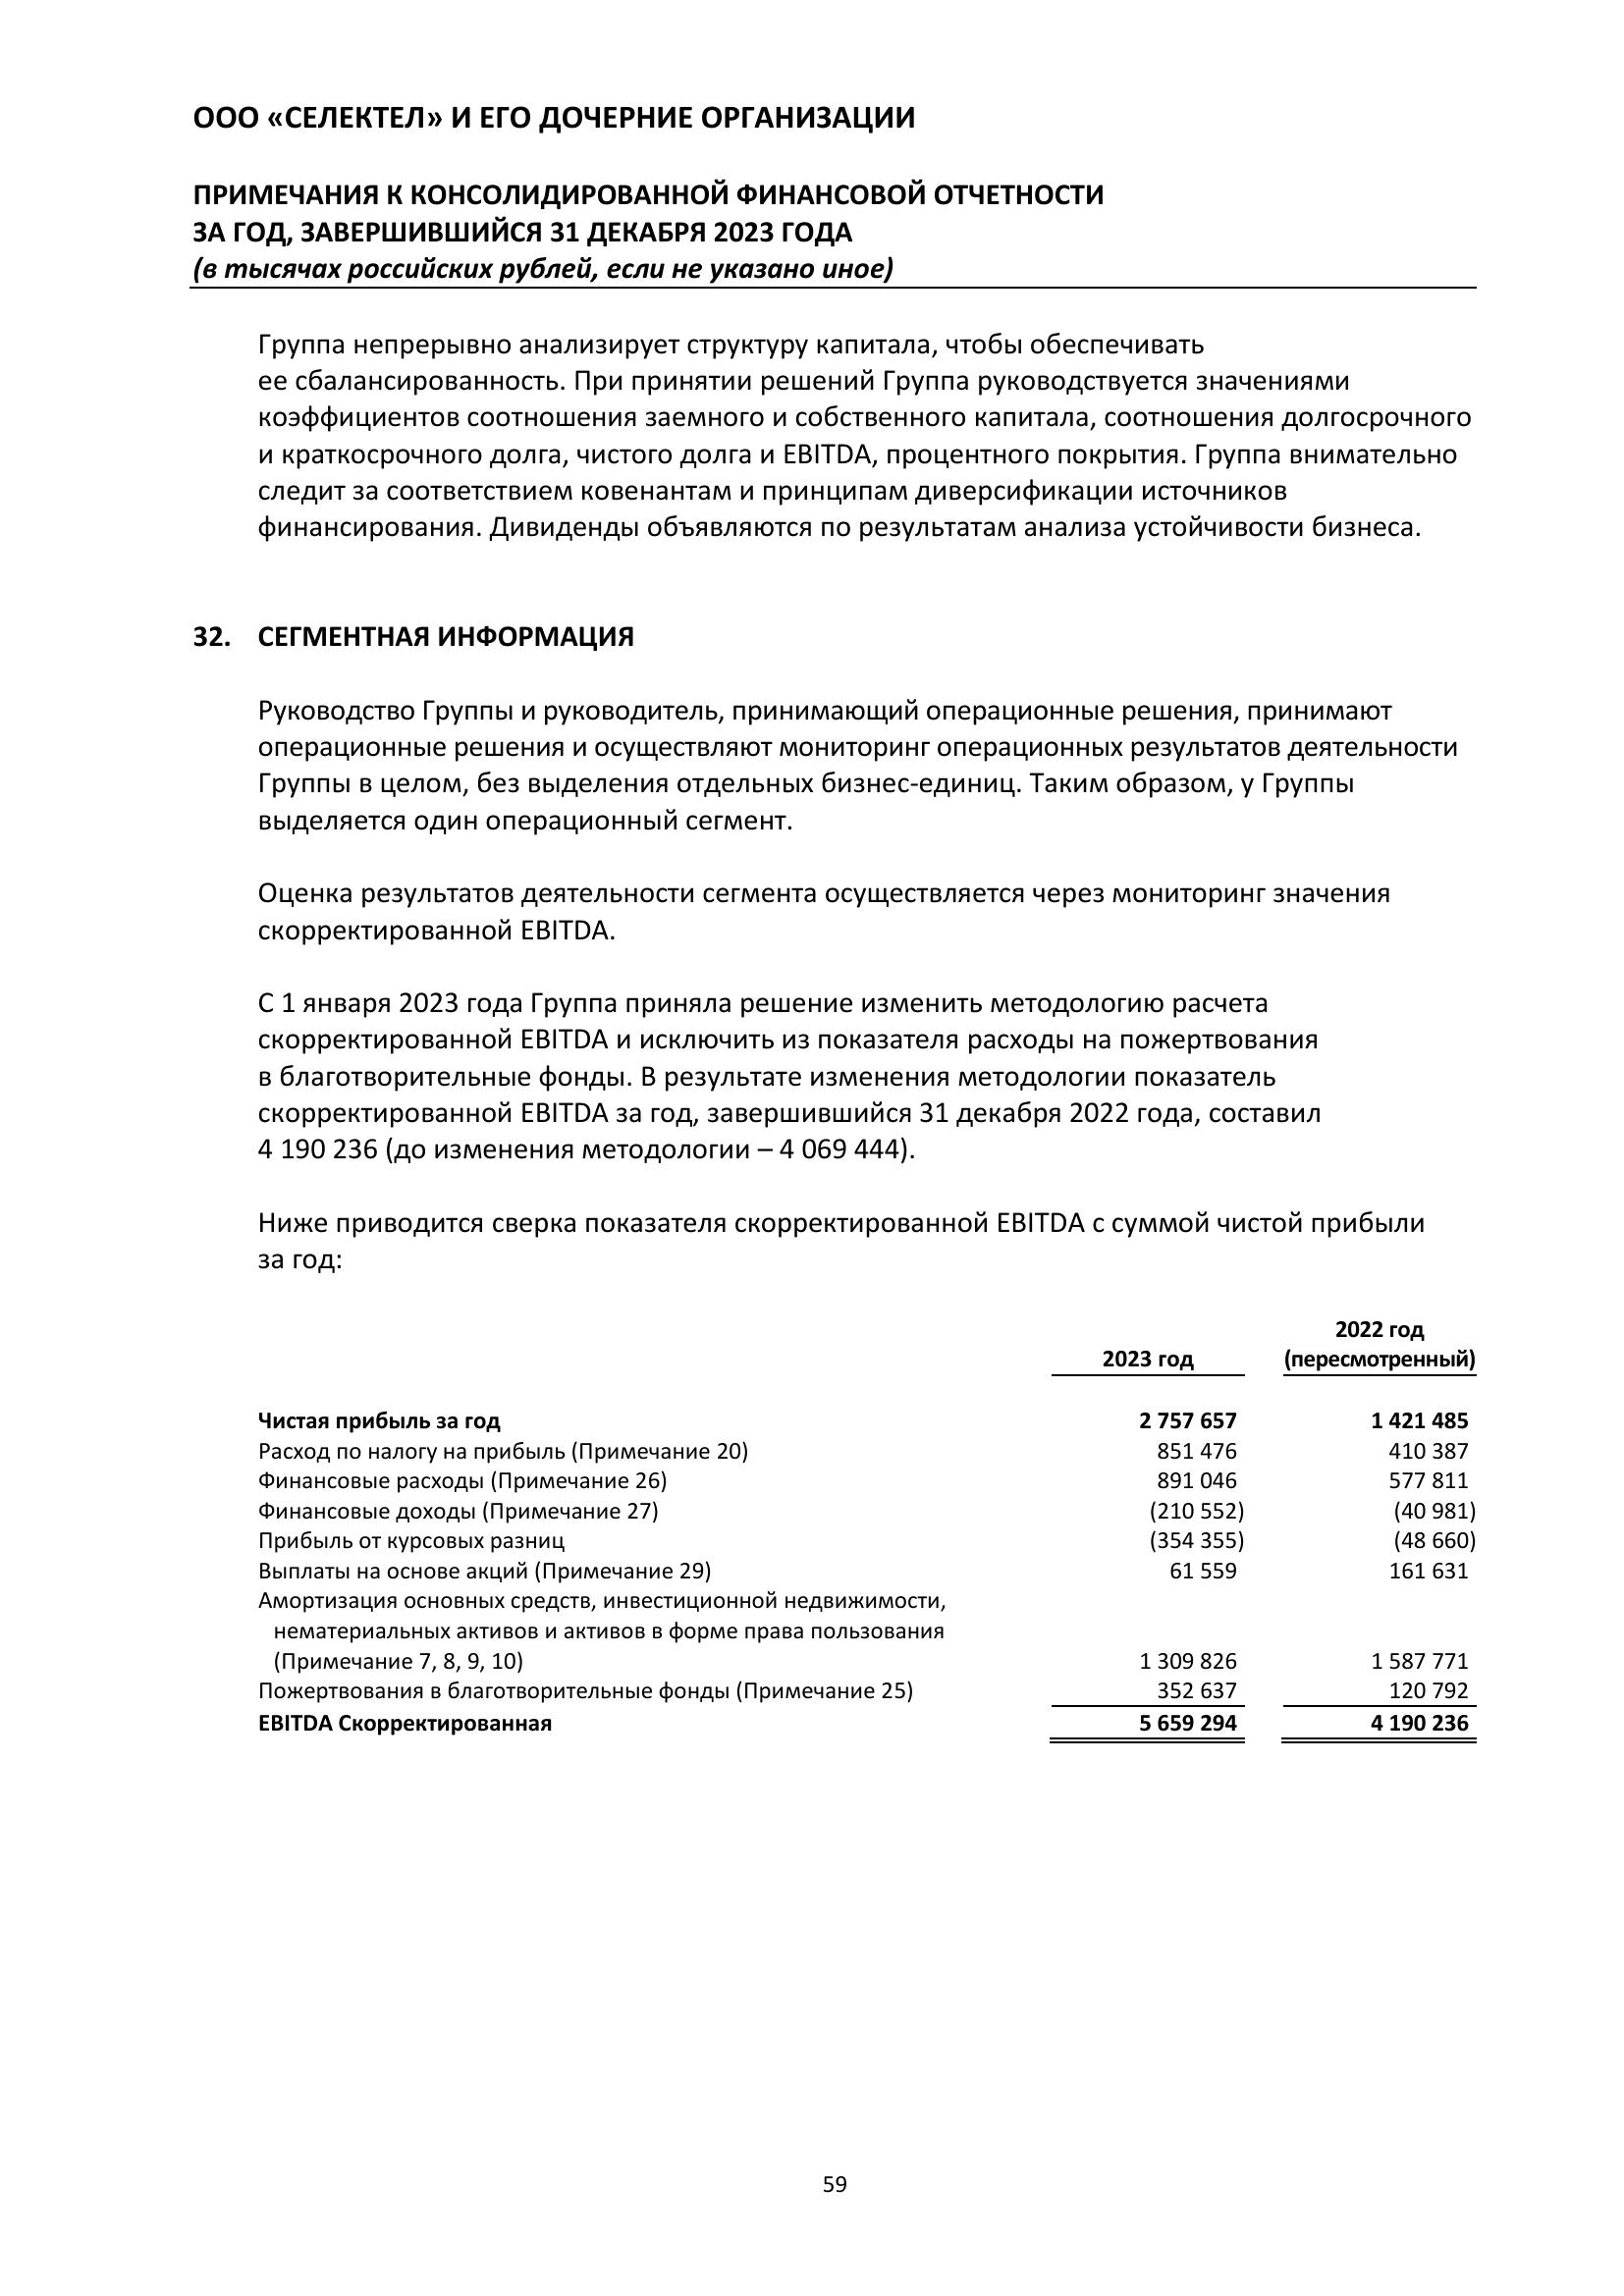 ООО «СЕЛЕКТЕЛ» И ЕГО ДОЧЕРНИЕ ОРГАНИЗАЦИИ
ПРИМЕЧАНИЯ К КОНСОЛИДИРОВАННОЙ ФИНАНСОВОЙ ОТЧЕТНОСТИ
ЗА ГОД, ЗАВЕРШИВШИЙСЯ 31 ДЕКАБРЯ 2023 ГОДА
(в тысячах российских рублей, если не указано иное)
Группа непрерывно анализирует структуру капитала, чтобы обеспечивать
ее сбалансированность. При принятии решений Группа руководствуется значениями
коэффициентов соотношения заемного и собственного капитала, соотношения долгосрочного
и краткосрочного долга, чистого долга и EBITDA, процентного покрытия. Группа внимательно
следит за соответствием ковенантам и принципам диверсификации источников
финансирования. Дивиденды объявляются по результатам анализа устойчивости бизнеса.
32. СЕГМЕНТНАЯ ИНФОРМАЦИЯ
Руководство Группы и руководитель, принимающий операционные решения, принимают
операционные решения и осуществляют мониторинг операционных результатов деятельности
Группы в целом, без выделения отдельных бизнес-единиц. Таким образом, у Группы
выделяется один операционный сегмент.
Оценка результатов деятельности сегмента осуществляется через мониторинг значения
скорректированной EBITDA.
С 1 января 2023 года Группа приняла решение изменить методологию расчета
скорректированной EBITDA и исключить из показателя расходы на пожертвования
в благотворительные фонды. В результате изменения методологии показатель
скорректированной EBITDA за год, завершившийся 31 декабря 2022 года, составил
4 190 236 (до изменения методологии – 4 069 444).
Ниже приводится сверка показателя скорректированной EBITDA с суммой чистой прибыли
за год:
2022 год
2023 год (пересмотренный)
Чистая прибыль за год 2 757 657 1 421 485
Расход по налогу на прибыль (Примечание 20) 851 476 410 387
Финансовые расходы (Примечание 26) 891 046 577 811
Финансовые доходы (Примечание 27) (210 552) (40 981)
Прибыль от курсовых разниц (354 355) (48 660)
Выплаты на основе акций (Примечание 29) 61 559 161 631
Амортизация основных средств, инвестиционной недвижимости,
нематериальных активов и активов в форме права пользования
(Примечание 7, 8, 9, 10) 1 309 826 1 587 771
Пожертвования в благотворительные фонды (Примечание 25) 352 637 120 792
EBITDA Скорректированная 5 659 294 4 190 236
59